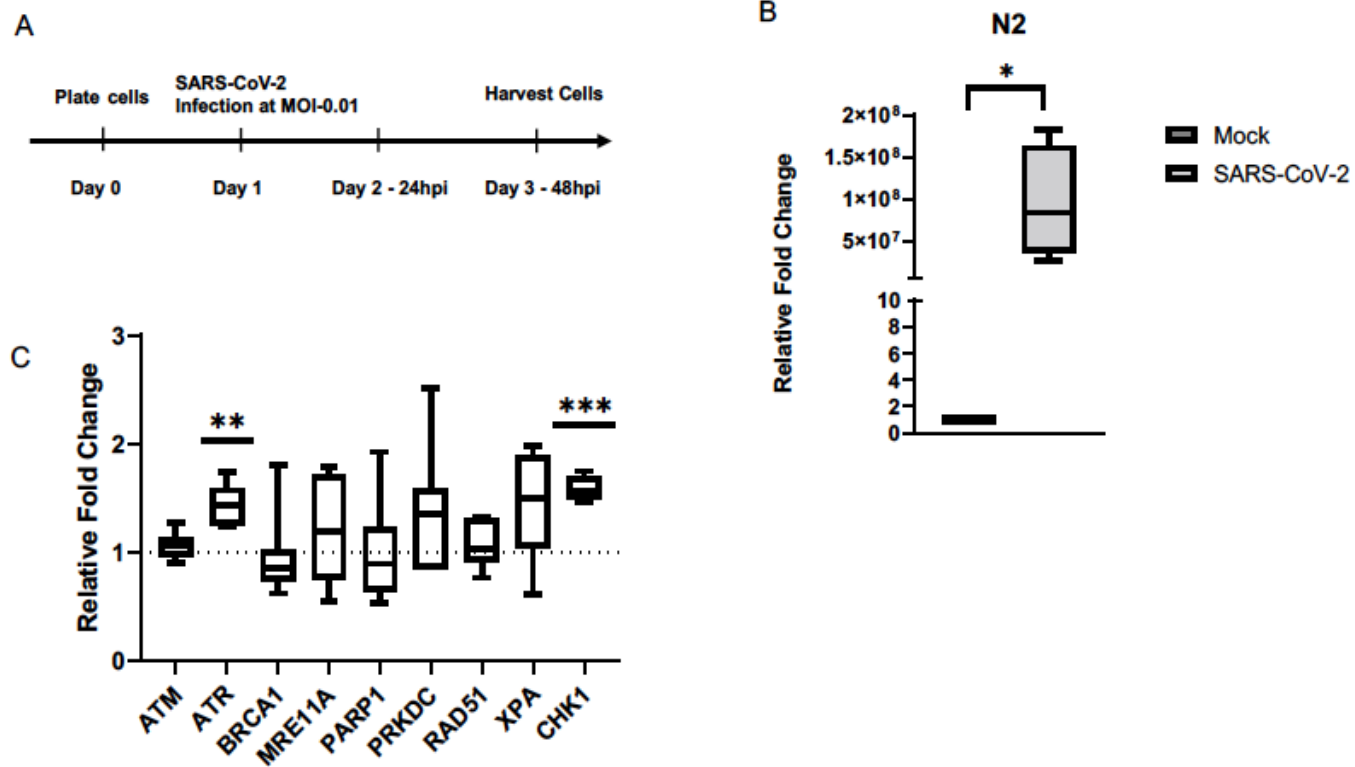 A
Plate cells
SARS-CoV-2
Infection at MOI-0.01
Harvest Cells
Day 0
Day 1
Day 2 - 24hpi
Day 3 - 48hpi
B
N2
*
Relative Fold Change
2×10⁸
1.5×10⁸
1×10⁸
5×10⁷
10
8
6
4
2
0
Mock
SARS-CoV-2
C
Relative Fold Change
3
2
1
0
**
***
ATM
ATR
BRCA1
MRE11A
PARP1
PRKDC
RAD51
XPA
CHK1